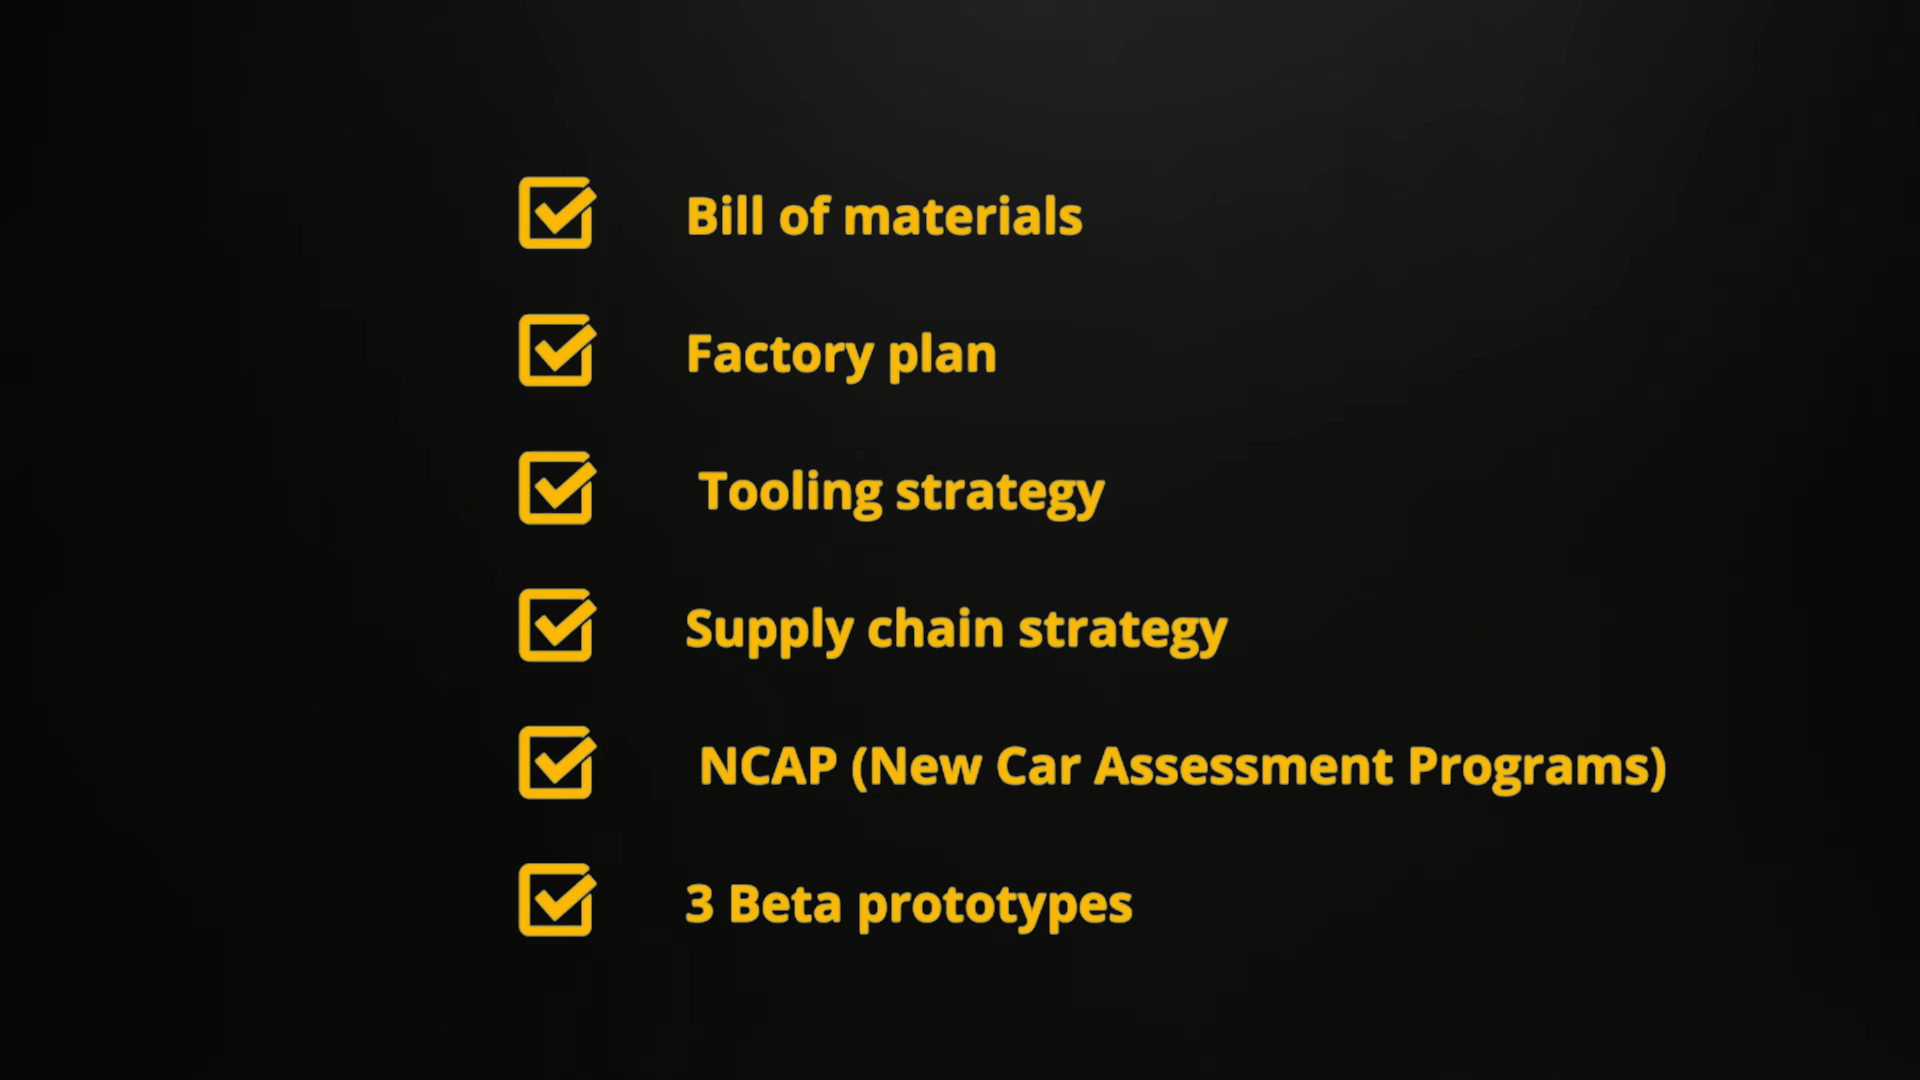 Bill of materials
Factory plan
Tooling strategy
Supply chain strategy
NCAP (New Car Assessment Programs)
3 Beta prototypes